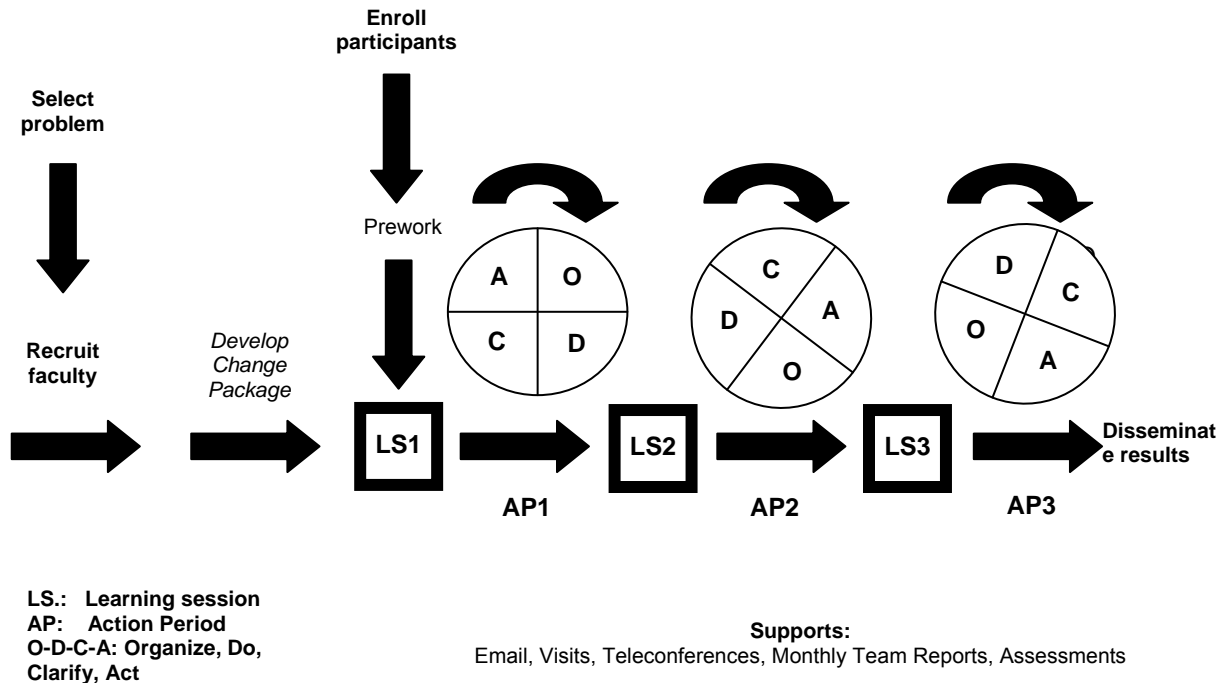 Enroll
participants
Select
problem
Prework
A
O
C
D
C
A
D
O
D
C
O
A
Recruit
faculty
Develop
Change
Package
LS1
LS2
LS3
Disseminat
e results
AP1
AP2
AP3
LS.: Learning session
AP: Action Period
O-D-C-A: Organize, Do,
Clarify, Act
Supports:
Email, Visits, Teleconferences, Monthly Team Reports, Assessments